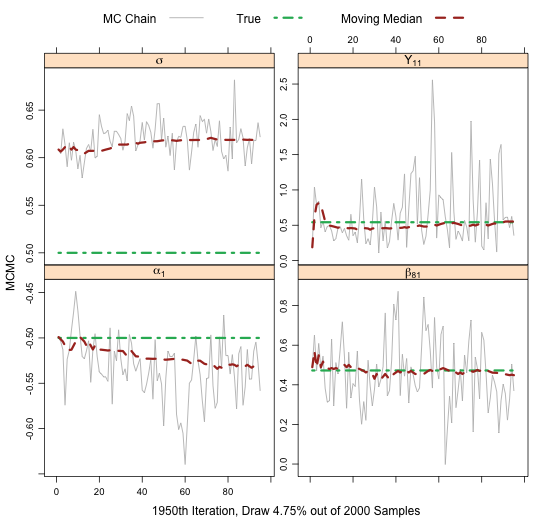 MC Chain True Moving Median
0 20 40 60 80
σ Υ₁₁
0.50 0.55 0.60 0.65
0.0 0.5 1.0 1.5 2.0 2.5
MCMC
α₁ β₈₁
-0.60 -0.55 -0.50 -0.45
0.0 0.2 0.4 0.6 0.8
0 20 40 60 80
1950th Iteration, Draw 4.75% out of 2000 Samples